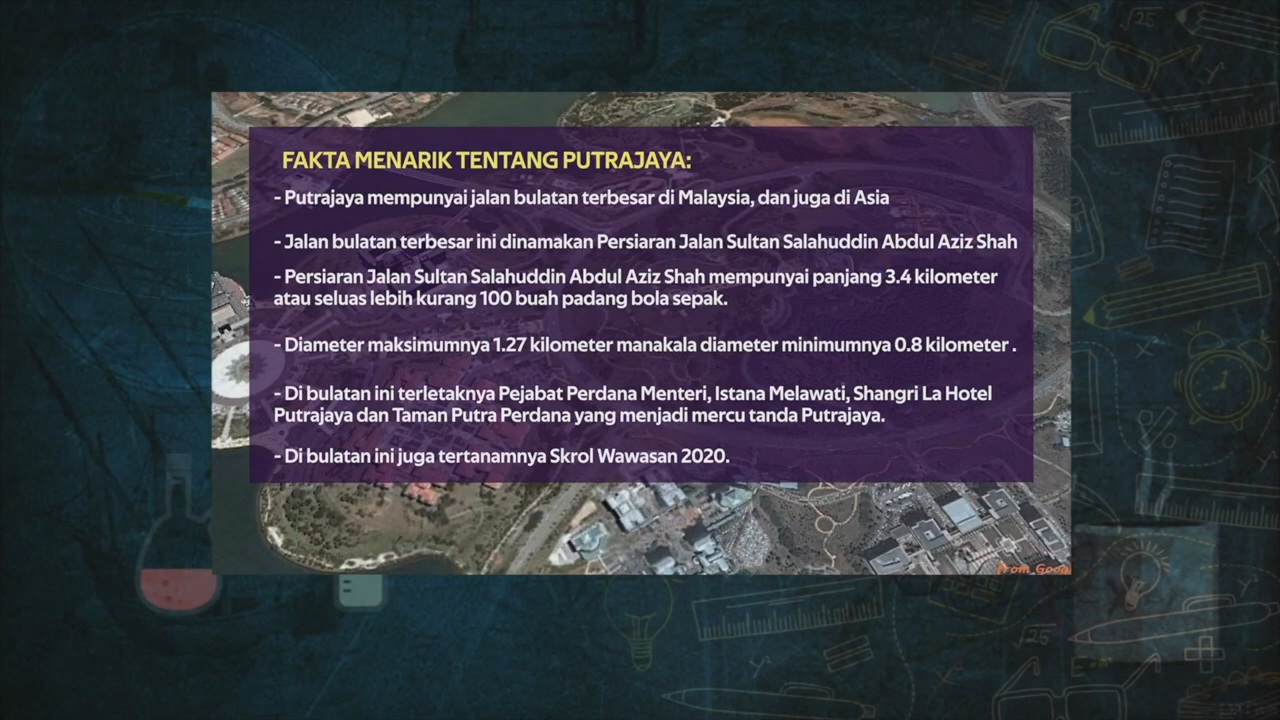 FAKTA MENARIK TENTANG PUTRAJAYA:
- Putrajaya mempunyai jalan bulatan terbesar di Malaysia, dan juga di Asia
- Jalan bulatan terbesar ini dinamakan Persiaran Jalan Sultan Salahuddin Abdul Aziz Shah
- Persiaran Jalan Sultan Salahuddin Abdul Aziz Shah mempunyai panjang 3.4 kilometer
atau seluas lebih kurang 100 buah padang bola sepak.
- Diameter maksimumnya 1.27 kilometer manakala diameter minimumnya 0.8 kilometer .
- Di bulatan ini terletaknya Pejabat Perdana Menteri, Istana Melawati, Shangri La Hotel
Putrajaya dan Taman Putra Perdana yang menjadi mercu tanda Putrajaya.
- Di bulatan ini juga tertanamnya Skrol Wawasan 2020.
from Goog
√25
√25